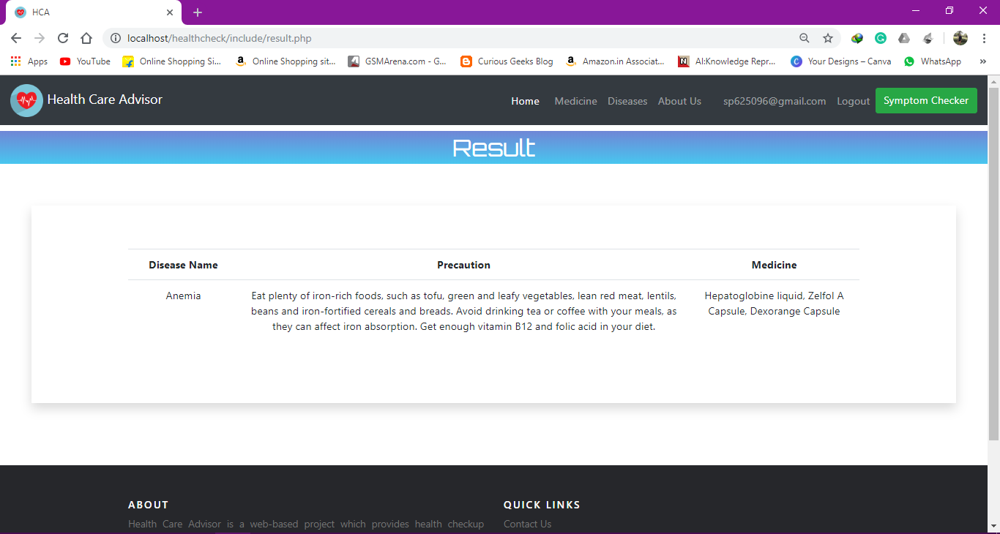 HCA
localhost/healthcheck/include/result.php
Apps YouTube Online Shopping Si... Online Shopping sit... GSMArena.com - G... Curious Geeks Blog Amazon.in Associat... AI:Knowledge Repr... Your Designs – Canva WhatsApp »
Health Care Advisor Home Medicine Diseases About Us sp625096@gmail.com Logout Symptom Checker
Result
Disease Name Precaution Medicine
Anemia Eat plenty of iron-rich foods, such as tofu, green and leafy vegetables, lean red meat, lentils, Hepatoglobine liquid, Zelfol A
beans and iron-fortified cereals and breads. Avoid drinking tea or coffee with your meals, as Capsule, Dexorange Capsule
they can affect iron absorption. Get enough vitamin B12 and folic acid in your diet.
ABOUT QUICK LINKS
Health Care Advisor is a web-based project which provides health checkup Contact Us